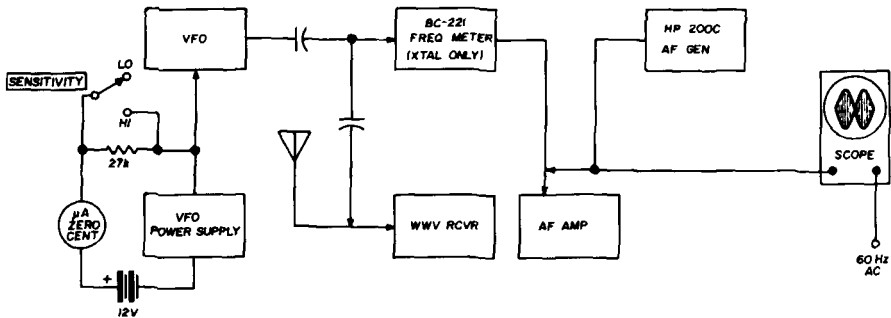 VFO
BC-221
FREQ METER
(XTAL ONLY)
HP 200C
AF GEN
SENSITIVITY
LO
HI
27k
SCOPE
μA
ZERO
CENT
VFO
POWER SUPPLY
WWV RCVR
AF AMP
+
12V
60 Hz
AC